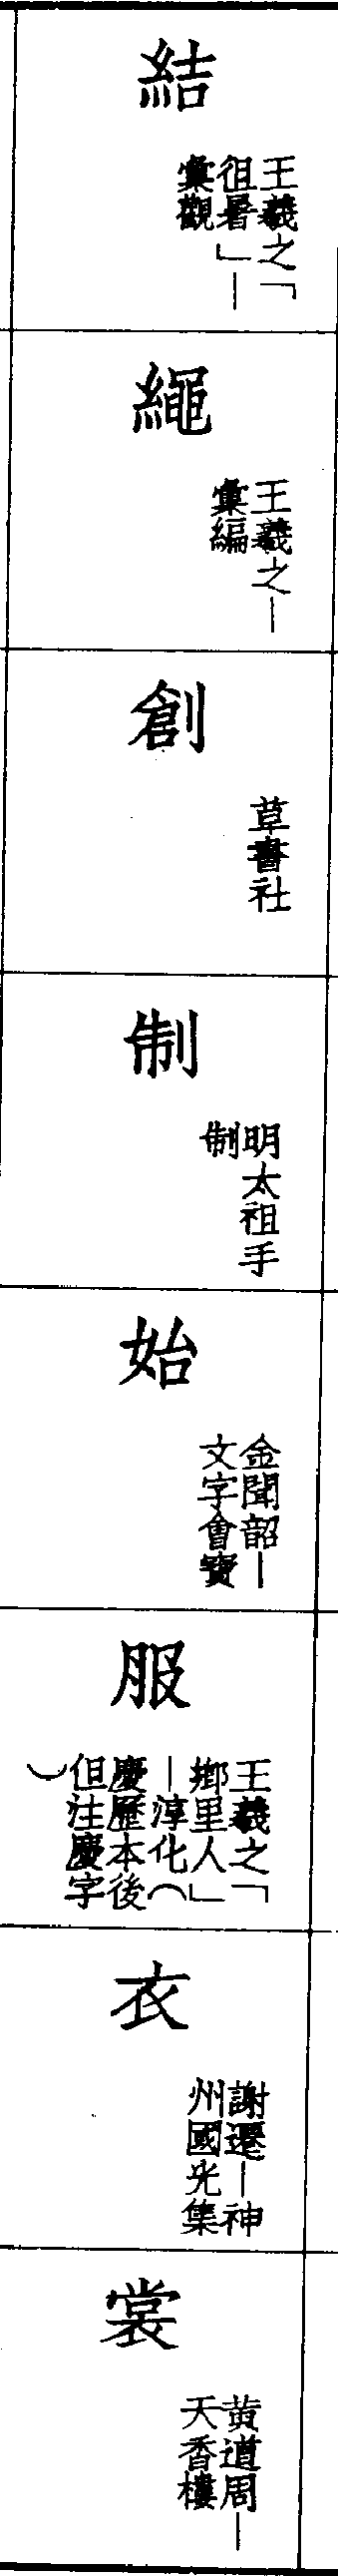 結
王羲之「
徂暑」—
彙觀
繩
王羲之—
彙編
創
草書社
制
明太祖手
制
始
金聞韶—
文字會寶
服
王羲之「
鄉里人」
—淳化（
慶歷本後
但注慶字
）
衣
謝遷—神
州國光集
裳
黃道周—
天香樓